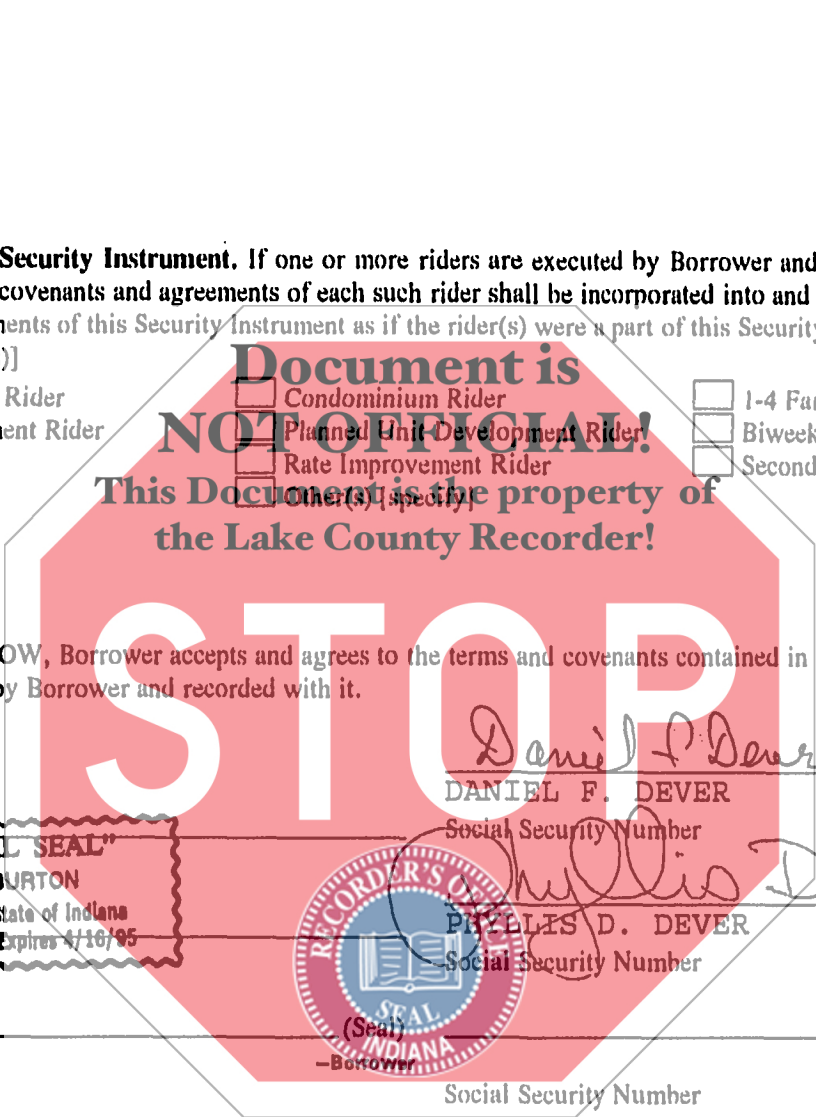 Security Instrument. If one or more riders are executed by Borrower and
covenants and agreements of each such rider shall be incorporated into and
ents of this Security Instrument as if the rider(s) were a part of this Security
)]
Document is
Rider Condominium Rider 1-4 Fa
ent Rider Planned Unit Development Rider Biweek
NOT OFFICIAL!
Rate Improvement Rider Second
This Document is the property of
Other(s) [specify]
the Lake County Recorder!
STOP
OW, Borrower accepts and agrees to the terms and covenants contained in
y Borrower and recorded with it.
Daniel F. Dever
DANIEL F. DEVER
Social Security Number
L SEAL"
Phyllis D
URTON
tate of Indiana
PHYLLIS D. DEVER
Expires 4/16/95
Social Security Number
RECORDER'S OFFICE
SEAL
INDIANA
(Seal)
–Borrower
Social Security Number